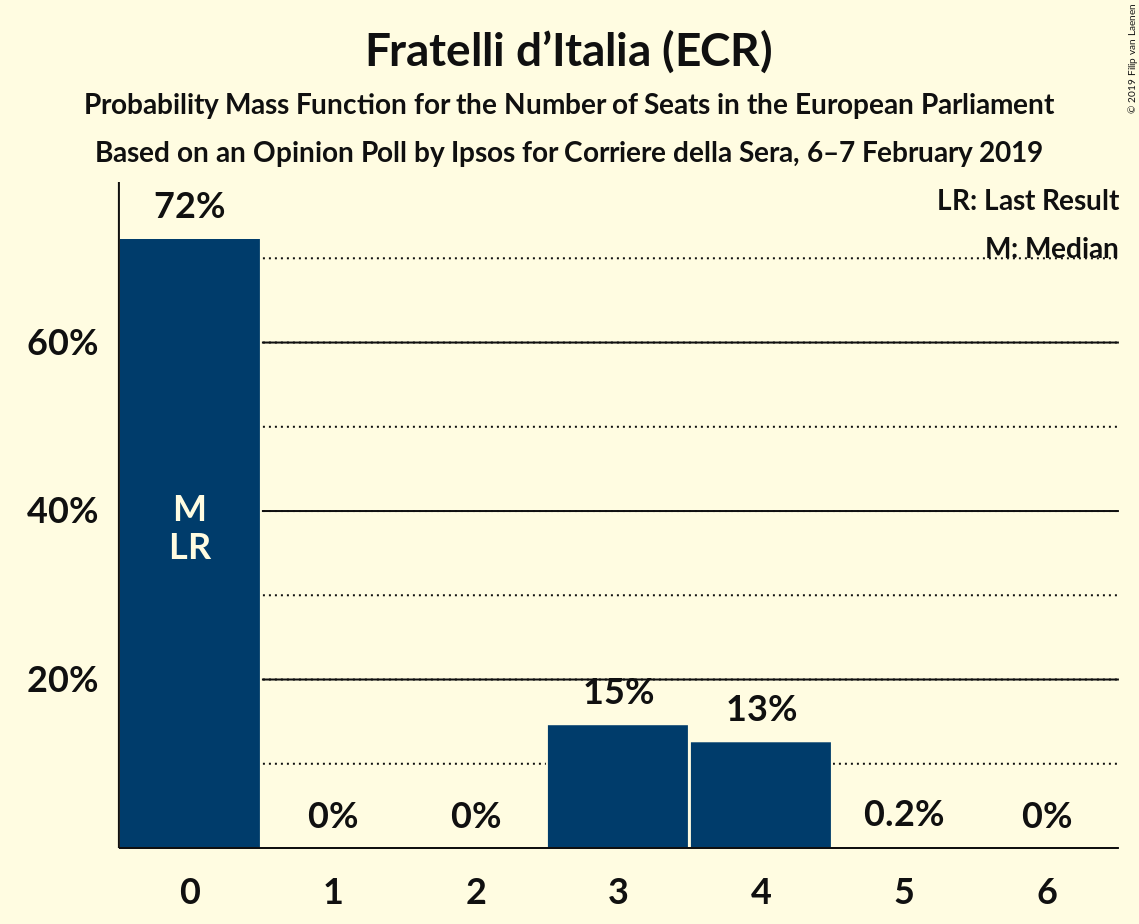 Fratelli d’Italia (ECR)
Probability Mass Function for the Number of Seats in the European Parliament
Based on an Opinion Poll by Ipsos for Corriere della Sera, 6–7 February 2019
© 2019 Filip van Laenen
LR: Last Result
M: Median
72%
60%
40%
20%
M
LR
0%
0%
15%
13%
0.2%
0%
0 1 2 3 4 5 6